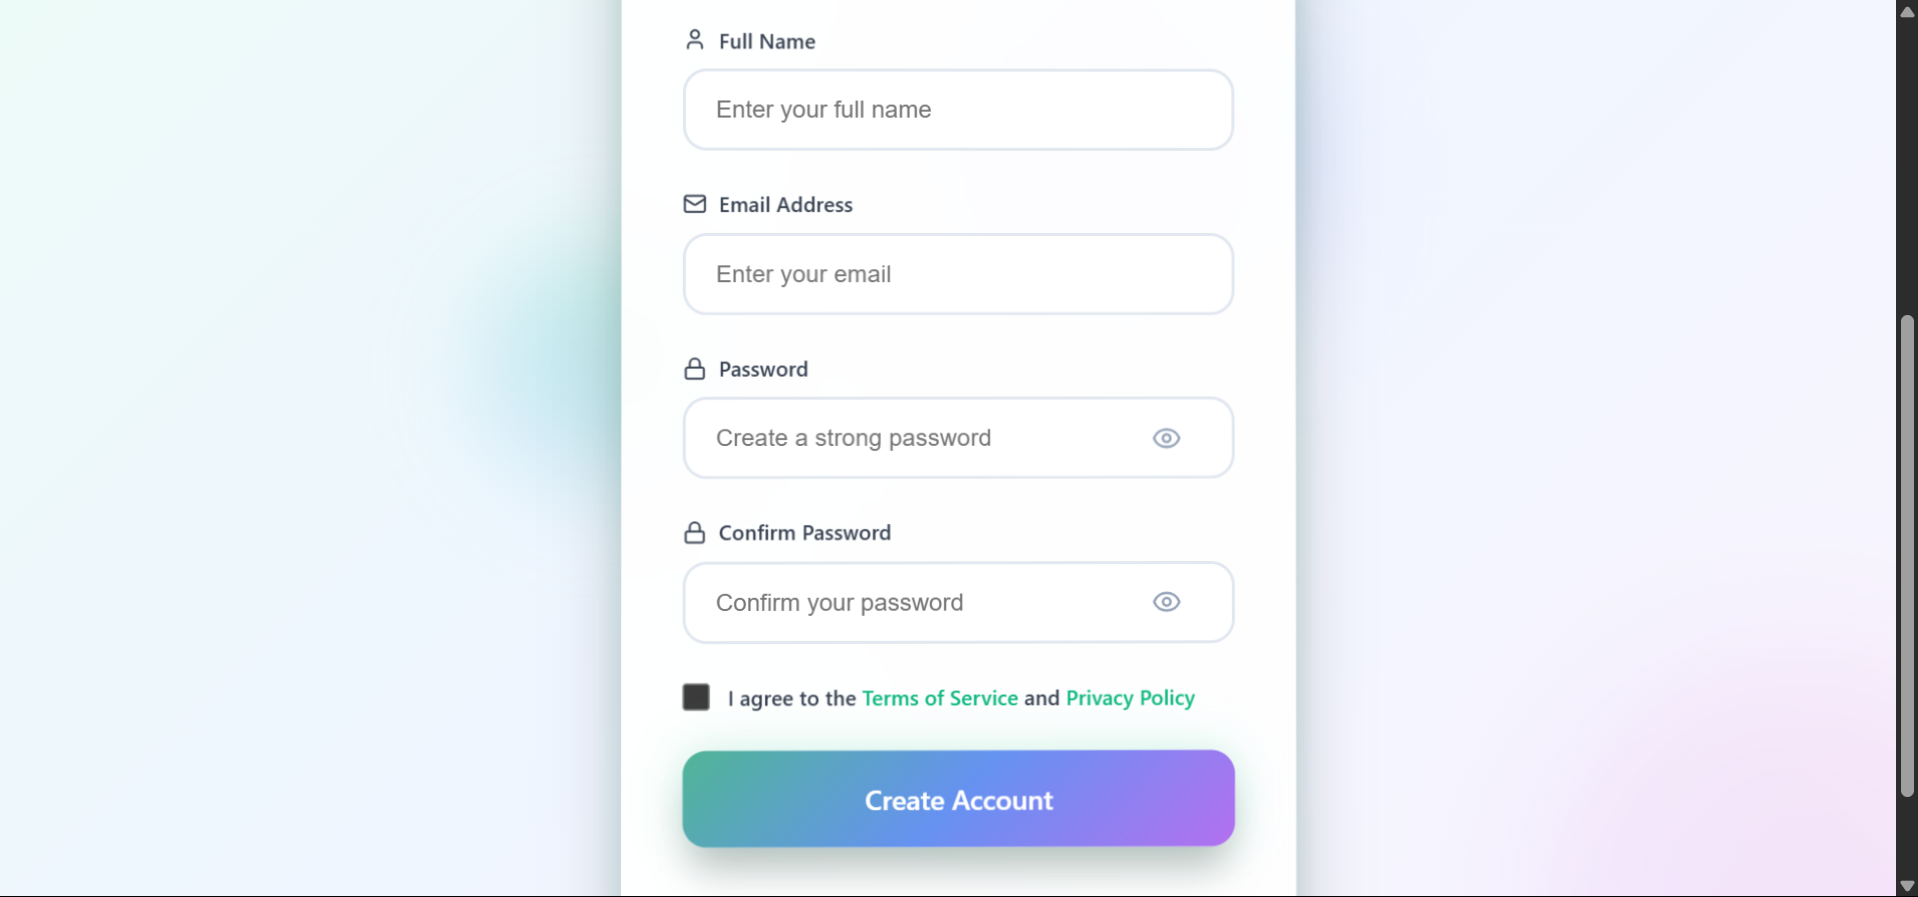 Full Name
Enter your full name
Email Address
Enter your email
Password
Create a strong password
Confirm Password
Confirm your password
I agree to the Terms of Service and Privacy Policy
Create Account